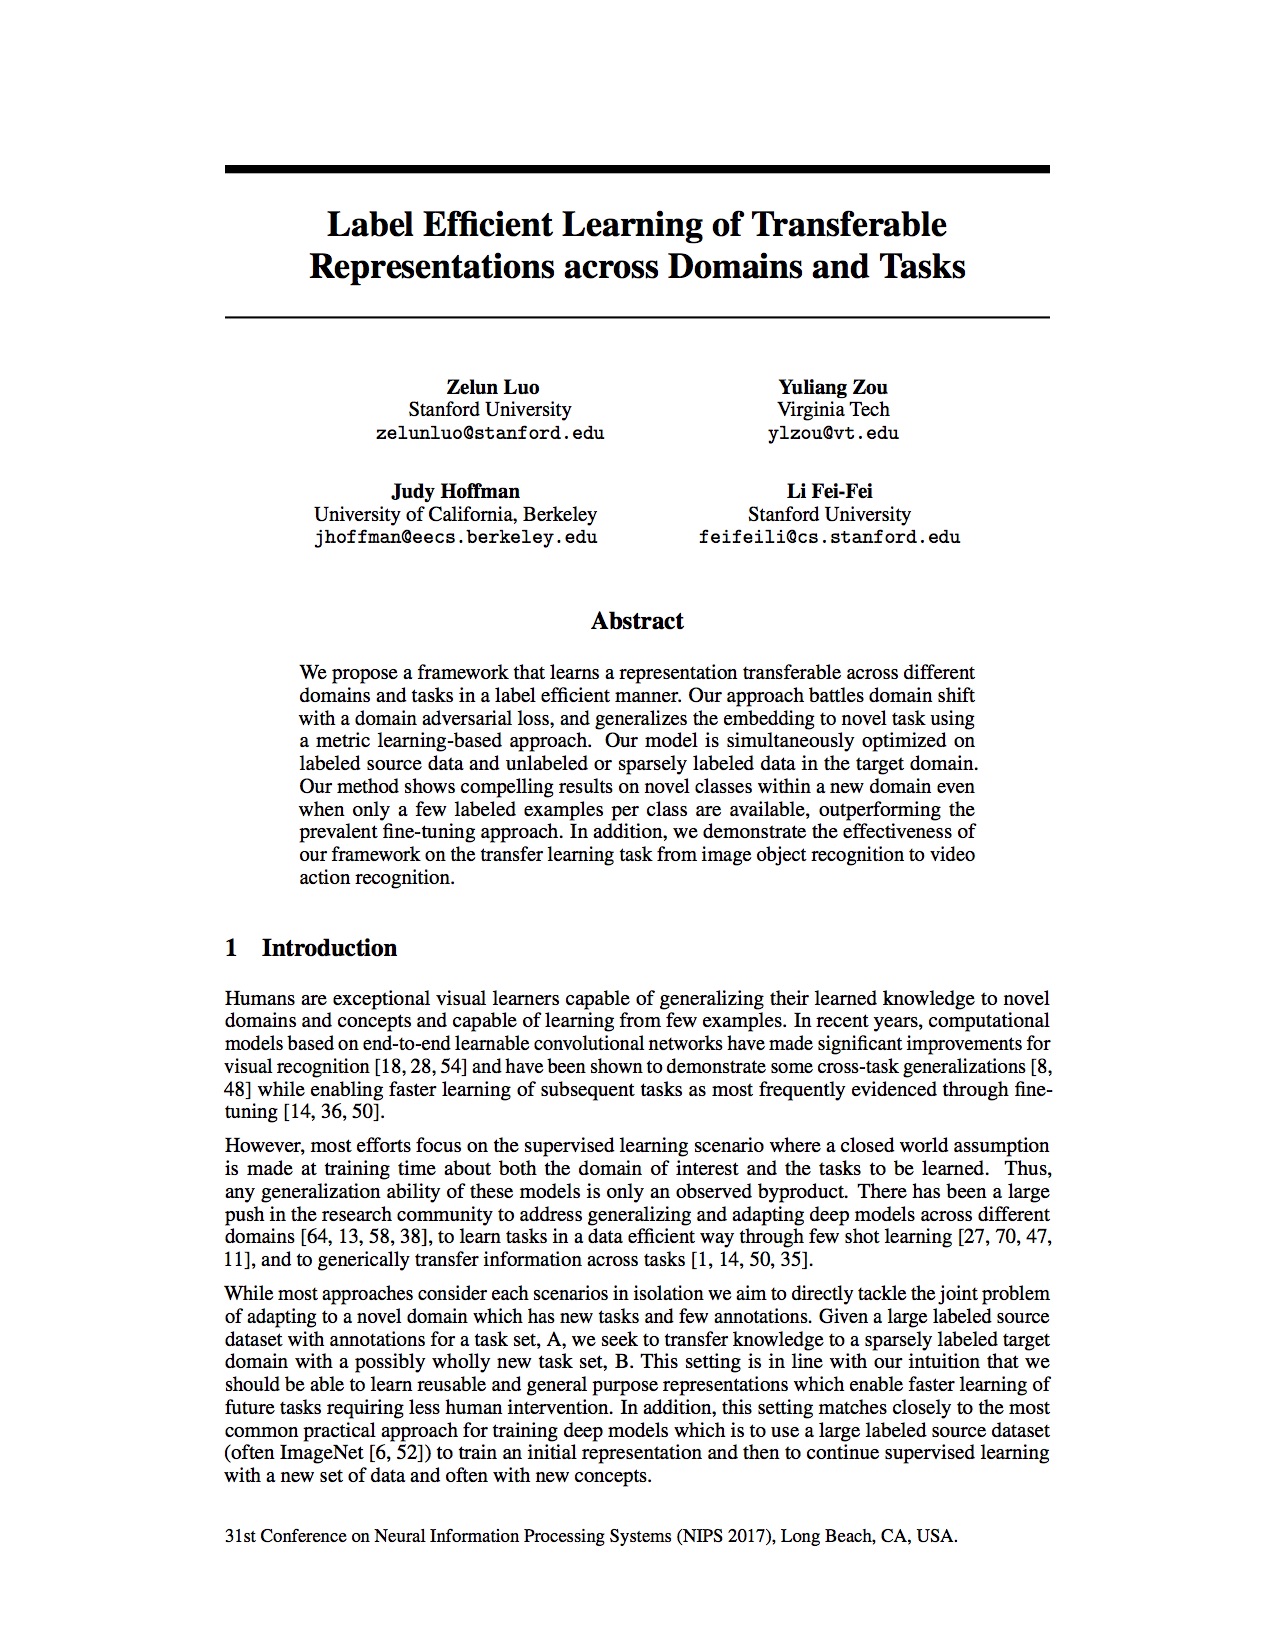 Label Efficient Learning of Transferable
Representations across Domains and Tasks
Zelun Luo
Stanford University
zelunluo@stanford.edu
Yuliang Zou
Virginia Tech
ylzou@vt.edu
Judy Hoffman
University of California, Berkeley
jhoffman@eecs.berkeley.edu
Li Fei-Fei
Stanford University
feifeili@cs.stanford.edu
Abstract
We propose a framework that learns a representation transferable across different
domains and tasks in a label efficient manner. Our approach battles domain shift
with a domain adversarial loss, and generalizes the embedding to novel task using
a metric learning-based approach. Our model is simultaneously optimized on
labeled source data and unlabeled or sparsely labeled data in the target domain.
Our method shows compelling results on novel classes within a new domain even
when only a few labeled examples per class are available, outperforming the
prevalent fine-tuning approach. In addition, we demonstrate the effectiveness of
our framework on the transfer learning task from image object recognition to video
action recognition.
1 Introduction
Humans are exceptional visual learners capable of generalizing their learned knowledge to novel
domains and concepts and capable of learning from few examples. In recent years, computational
models based on end-to-end learnable convolutional networks have made significant improvements for
visual recognition [18, 28, 54] and have been shown to demonstrate some cross-task generalizations [8,
48] while enabling faster learning of subsequent tasks as most frequently evidenced through fine-
tuning [14, 36, 50].
However, most efforts focus on the supervised learning scenario where a closed world assumption
is made at training time about both the domain of interest and the tasks to be learned. Thus,
any generalization ability of these models is only an observed byproduct. There has been a large
push in the research community to address generalizing and adapting deep models across different
domains [64, 13, 58, 38], to learn tasks in a data efficient way through few shot learning [27, 70, 47,
11], and to generically transfer information across tasks [1, 14, 50, 35].
While most approaches consider each scenarios in isolation we aim to directly tackle the joint problem
of adapting to a novel domain which has new tasks and few annotations. Given a large labeled source
dataset with annotations for a task set, A, we seek to transfer knowledge to a sparsely labeled target
domain with a possibly wholly new task set, B. This setting is in line with our intuition that we
should be able to learn reusable and general purpose representations which enable faster learning of
future tasks requiring less human intervention. In addition, this setting matches closely to the most
common practical approach for training deep models which is to use a large labeled source dataset
(often ImageNet [6, 52]) to train an initial representation and then to continue supervised learning
with a new set of data and often with new concepts.
31st Conference on Neural Information Processing Systems (NIPS 2017), Long Beach, CA, USA.